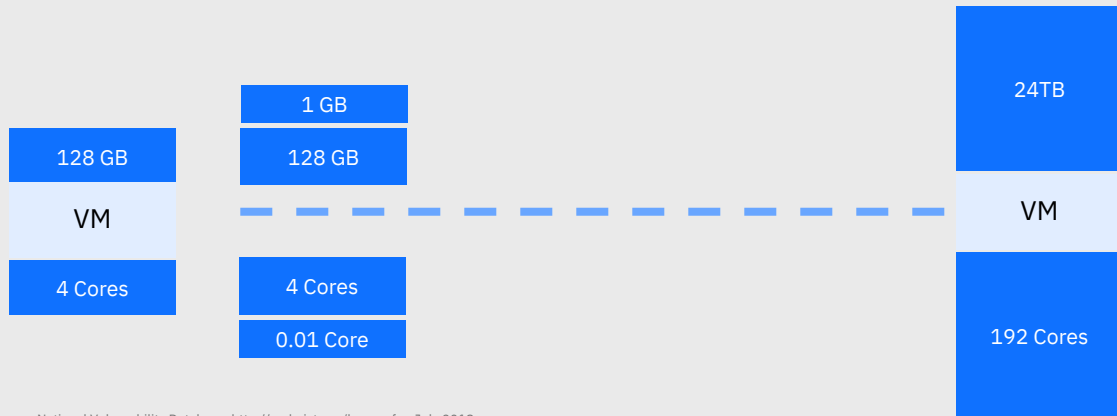 128 GB
VM
4 Cores
1 GB
128 GB
4 Cores
0.01 Core
24TB
VM
192 Cores